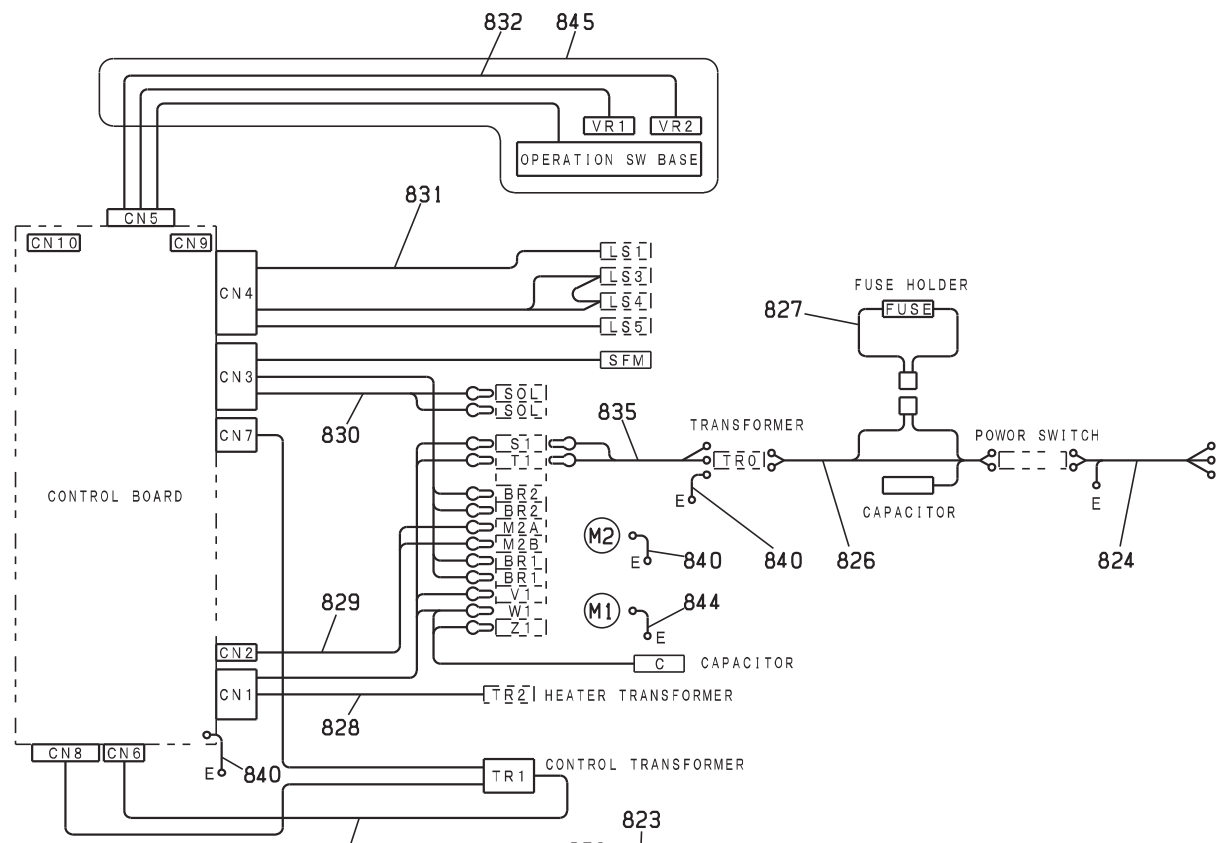 832 845
VR1 VR2
OPERATION SW BASE
831
CN5
CN10 CN9
LS1
CN4
LS3
FUSE HOLDER
LS4
827
FUSE
LS5
SFM
CN3
SOL
SOL
835
TRANSFORMER
830
CN7
POWOR SWITCH
S1
T1
TR0
CONTROL BOARD
E
E
BR2
CAPACITOR
BR2
M2A
M2
M2B
E
840
840
826
824
BR1
BR1
829
V1
W1
M1
844
Z1
E
CN2
C
CAPACITOR
CN1
TR2
HEATER TRANSFORMER
828
CN8
CN6
E
840
TR1
CONTROL TRANSFORMER
823